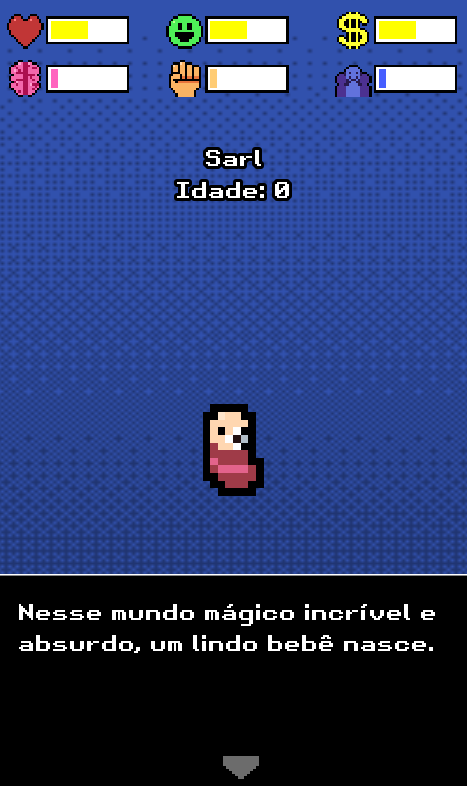 Sarl
Idade: 0
Nesse mundo mágico incrível e
absurdo, um lindo bebê nasce.